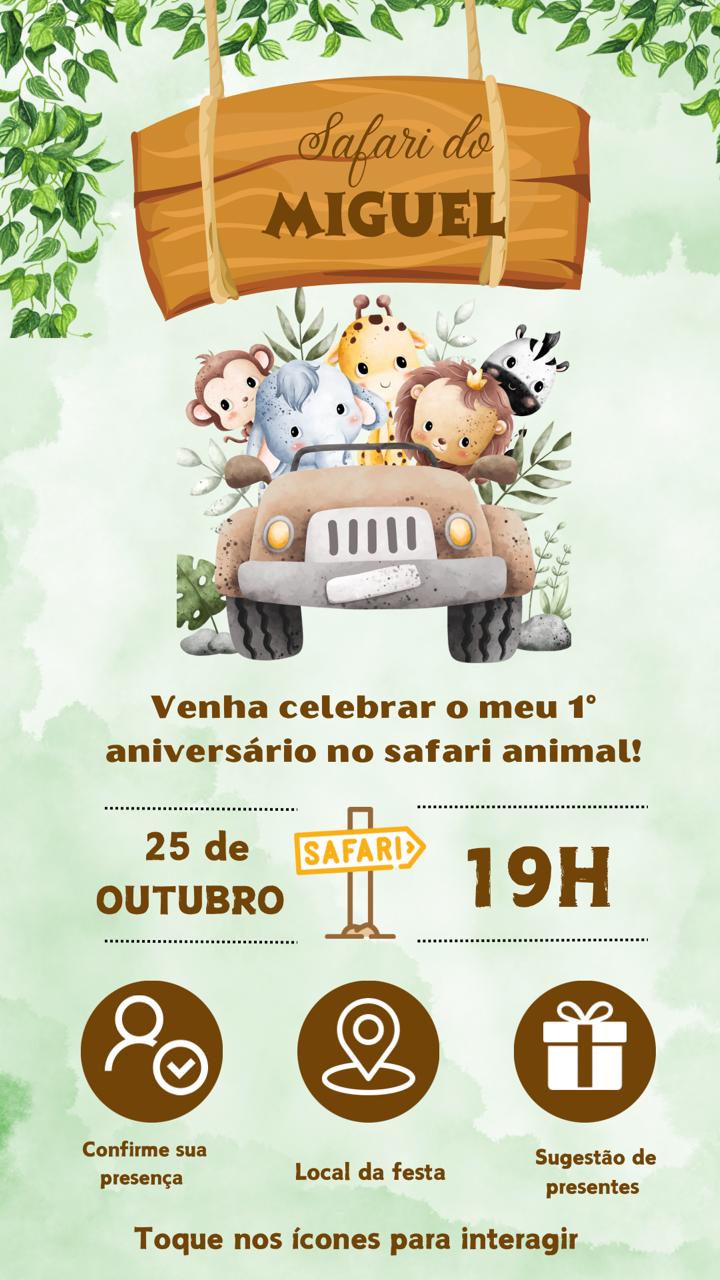 Safari do
MIGUEL
Venha celebrar o meu 1°
aniversário no safari animal!
25 de
OUTUBRO
SAFARI
19H
Confirme sua
presença
Local da festa
Sugestão de
presentes
Toque nos ícones para interagir